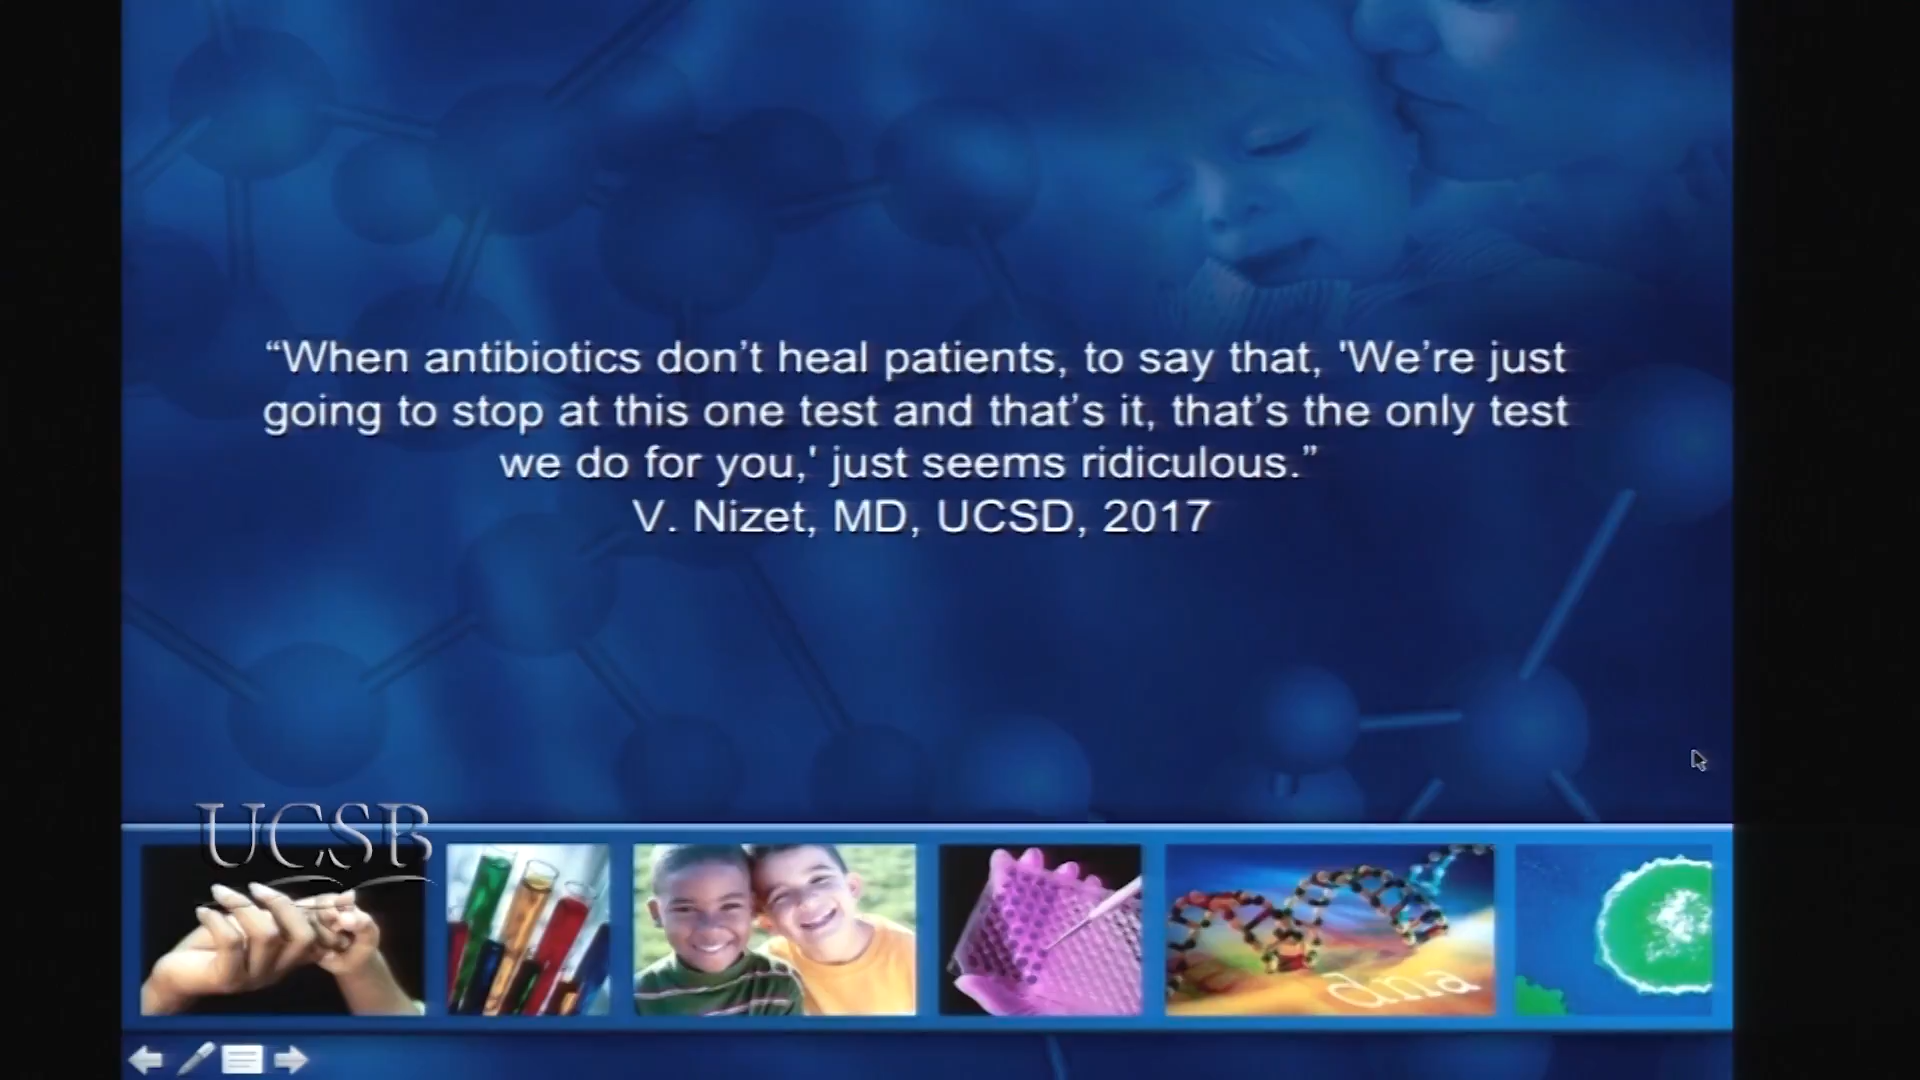 “When antibiotics don’t heal patients, to say that, 'We’re just
going to stop at this one test and that’s it, that’s the only test
we do for you,' just seems ridiculous.”
V. Nizet, MD, UCSD, 2017
UCSB
dna